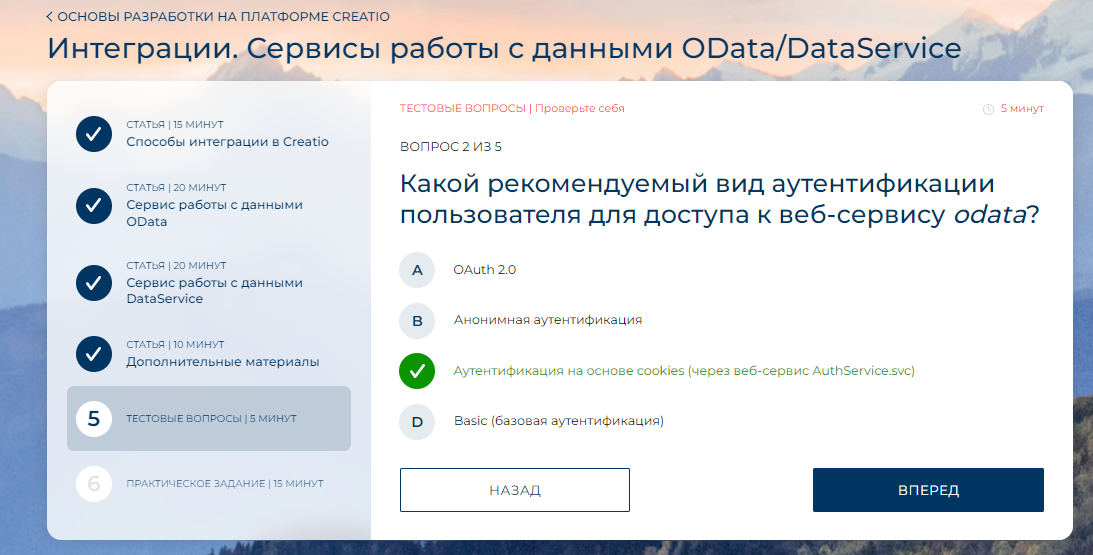 ОСНОВЫ РАЗРАБОТКИ НА ПЛАТФОРМЕ CREATIO
Интеграции. Сервисы работы с данными OData/DataService
СТАТЬЯ | 15 МИНУТ
Способы интеграции в Creatio
СТАТЬЯ | 20 МИНУТ
Сервис работы с данными
OData
СТАТЬЯ | 20 МИНУТ
Сервис работы с данными
DataService
СТАТЬЯ | 10 МИНУТ
Дополнительные материалы
5 ТЕСТОВЫЕ ВОПРОСЫ | 5 МИНУТ
6 ПРАКТИЧЕСКОЕ ЗАДАНИЕ | 15 МИНУТ
ТЕСТОВЫЕ ВОПРОСЫ | Проверьте себя
5 минут
ВОПРОС 2 ИЗ 5
Какой рекомендуемый вид аутентификации
пользователя для доступа к веб-сервису odata?
A OAuth 2.0
B Анонимная аутентификация
Аутентификация на основе cookies (через веб-сервис AuthService.svc)
D Basic (базовая аутентификация)
НАЗАД
ВПЕРЕД